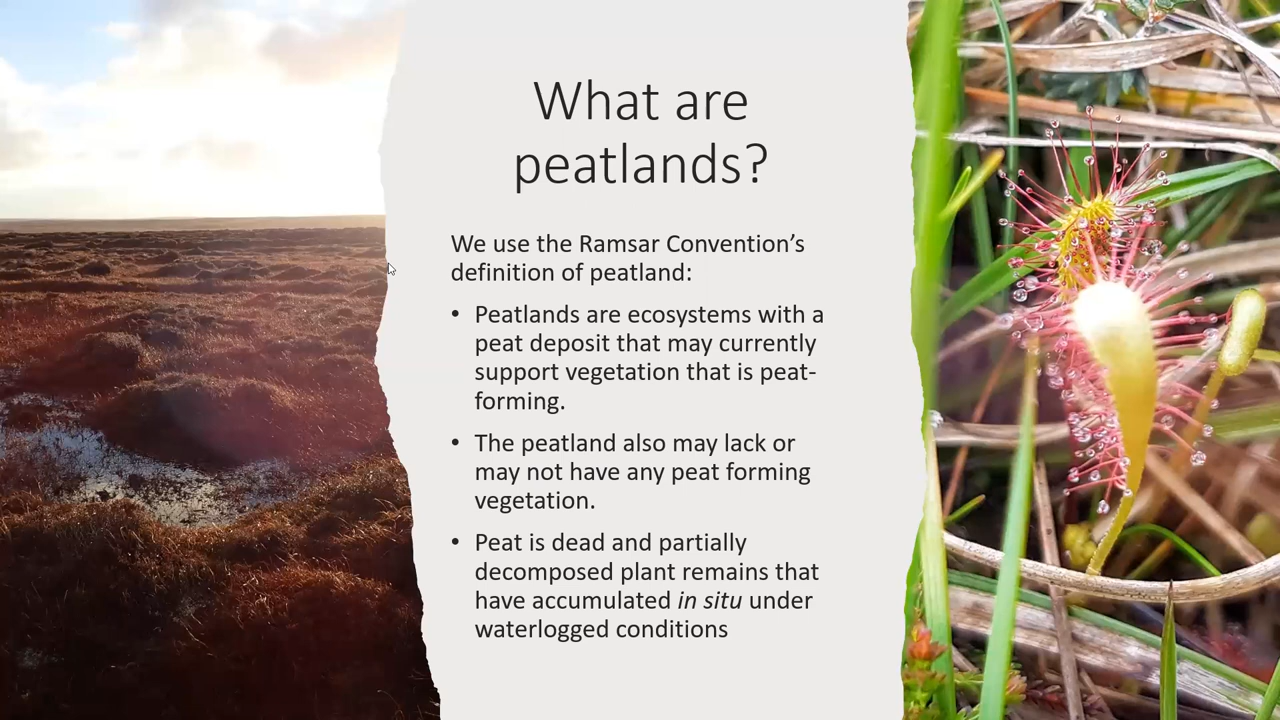 What are
peatlands?
We use the Ramsar Convention’s
definition of peatland:
• Peatlands are ecosystems with a
peat deposit that may currently
support vegetation that is peat-
forming.
• The peatland also may lack or
may not have any peat forming
vegetation.
• Peat is dead and partially
decomposed plant remains that
have accumulated in situ under
waterlogged conditions